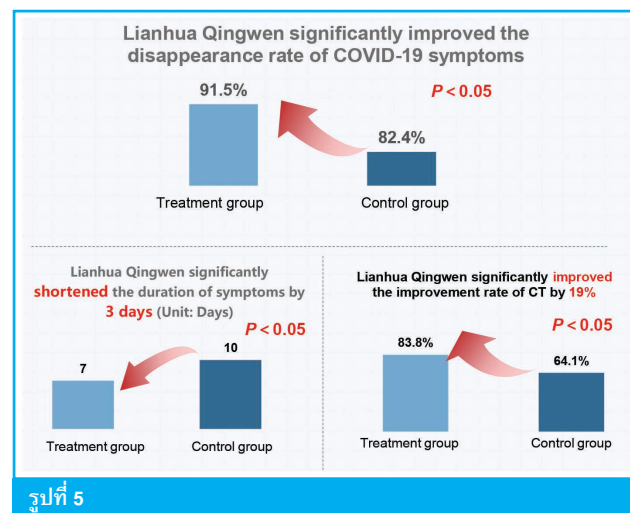 Lianhua Qingwen significantly improved the
disappearance rate of COVID-19 symptoms
91.5%
P < 0.05
82.4%
Treatment group
Control group
Lianhua Qingwen significantly
shortened the duration of symptoms by
3 days (Unit: Days)
P < 0.05
7
10
Treatment group
Control group
Lianhua Qingwen significantly improved
the improvement rate of CT by 19%
P < 0.05
83.8%
64.1%
Treatment group
Control group
รูปที่ 5